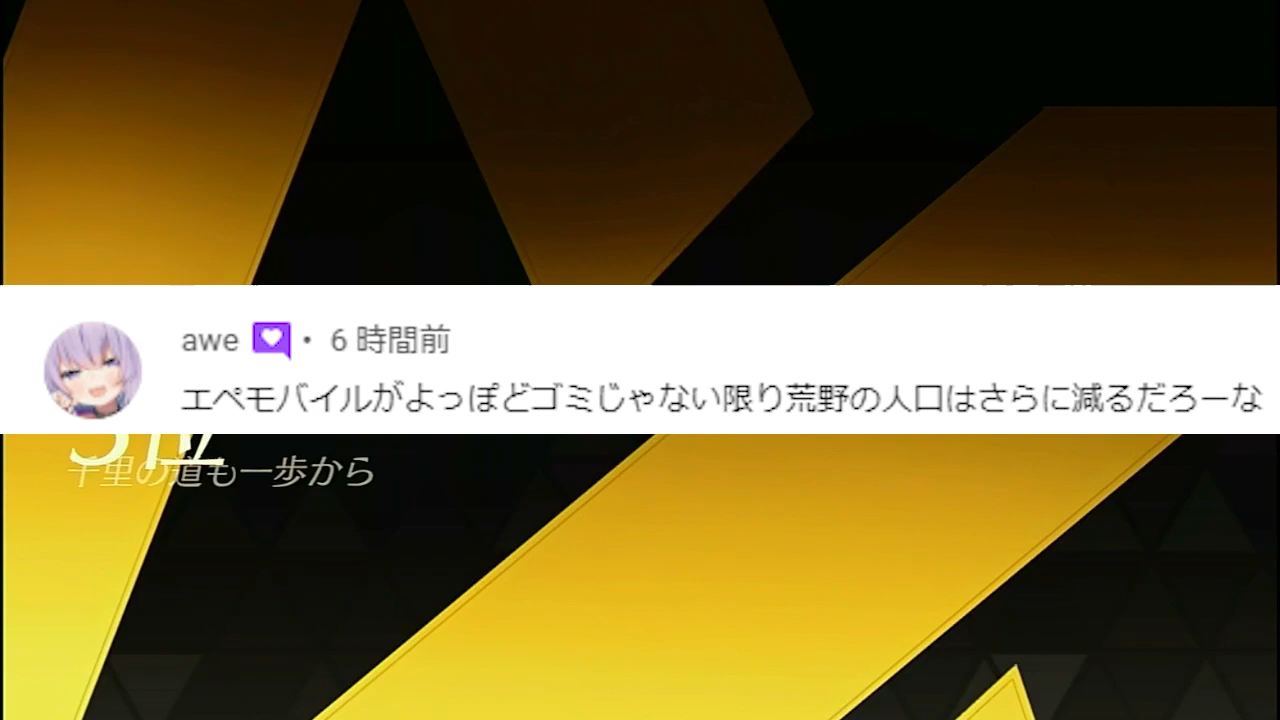 awe • 6 時間前
エペモバイルがよっぽどゴミじゃない限り荒野の人口はさらに減るだろーな
千里の道も一歩から